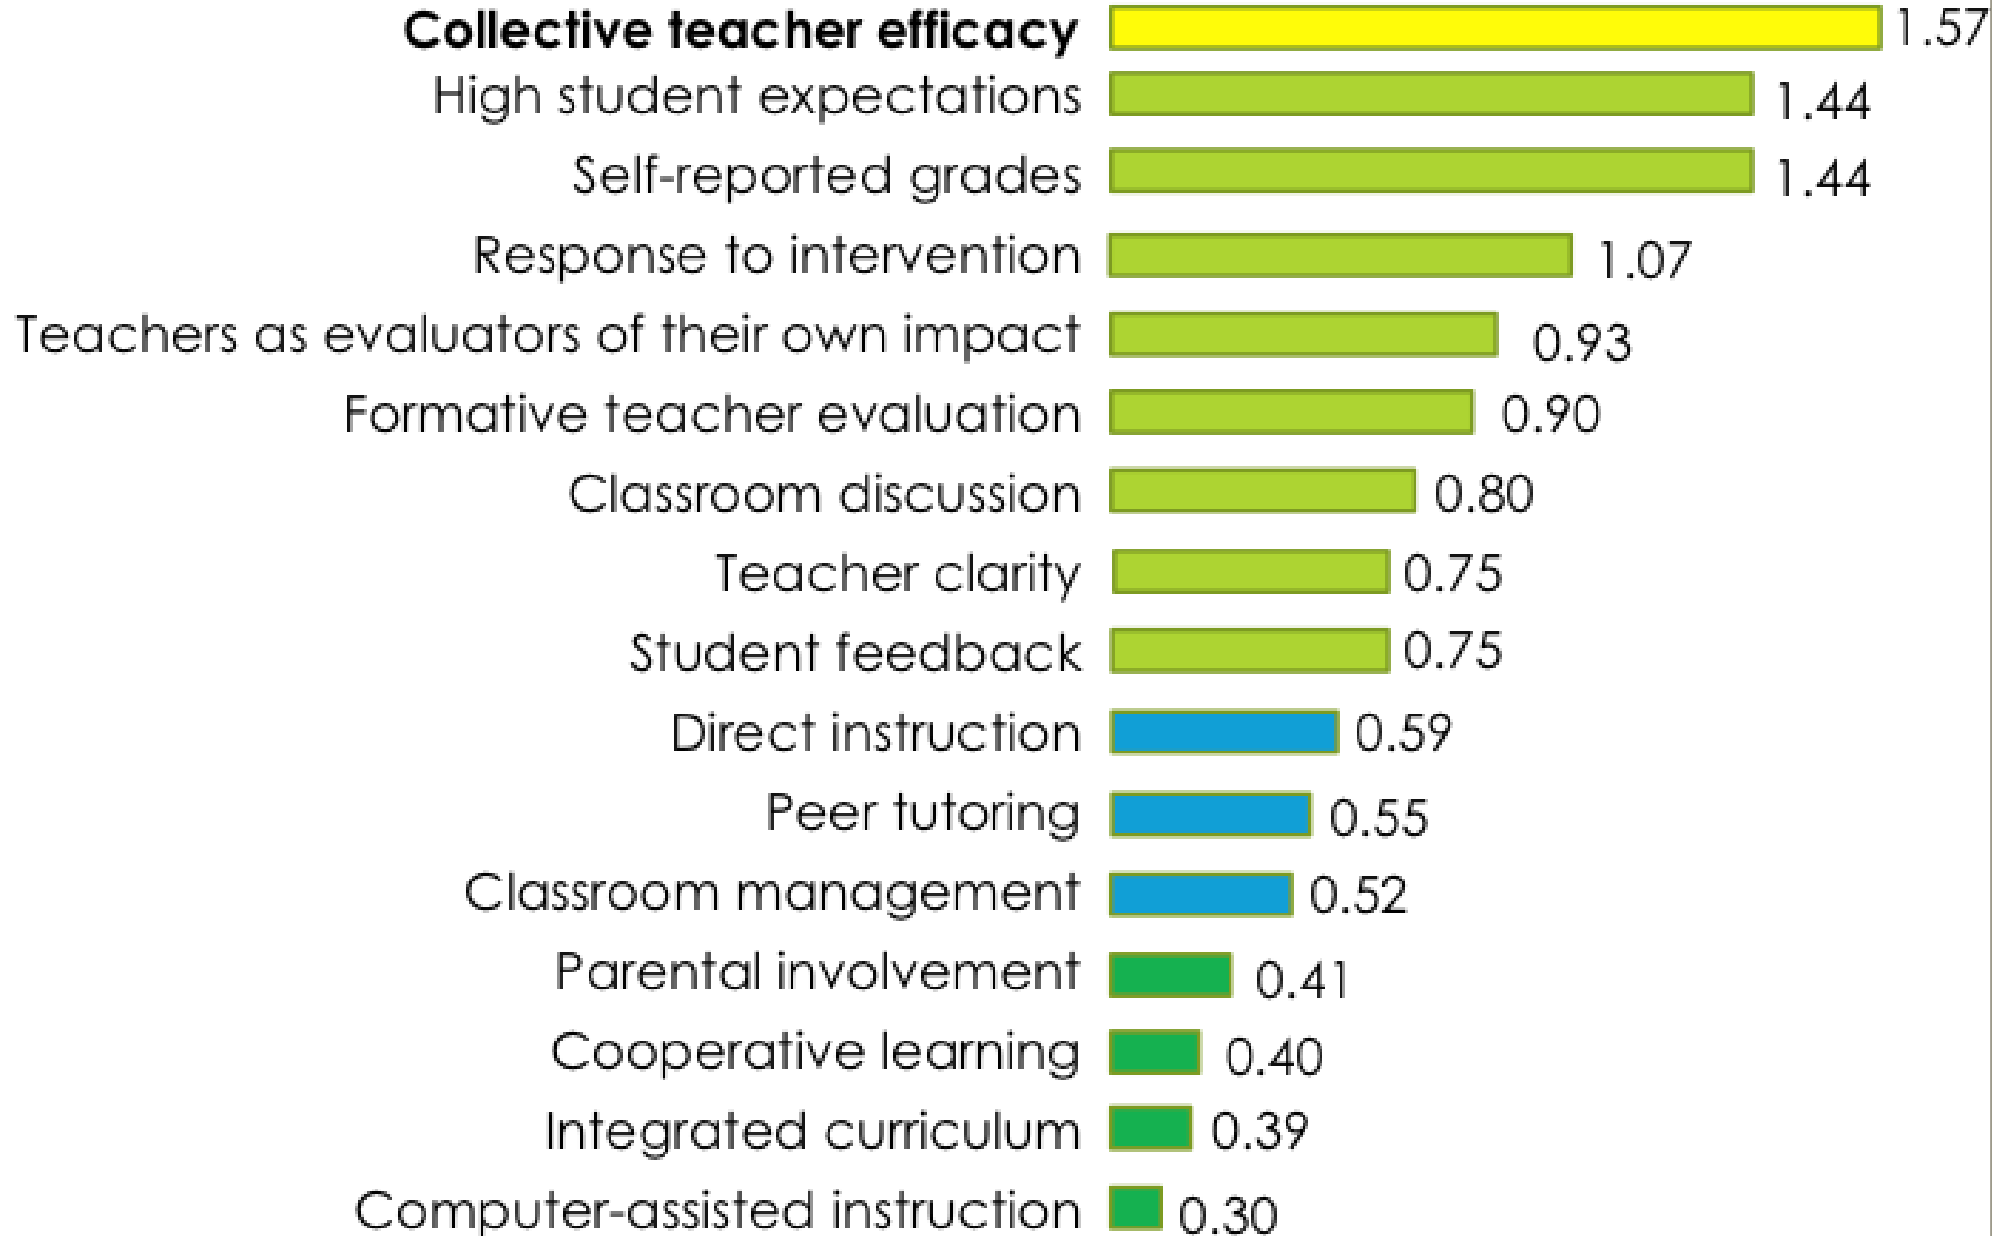 Collective teacher efficacy 1.57
High student expectations 1.44
Self-reported grades 1.44
Response to intervention 1.07
Teachers as evaluators of their own impact 0.93
Formative teacher evaluation 0.90
Classroom discussion 0.80
Teacher clarity 0.75
Student feedback 0.75
Direct instruction 0.59
Peer tutoring 0.55
Classroom management 0.52
Parental involvement 0.41
Cooperative learning 0.40
Integrated curriculum 0.39
Computer-assisted instruction 0.30